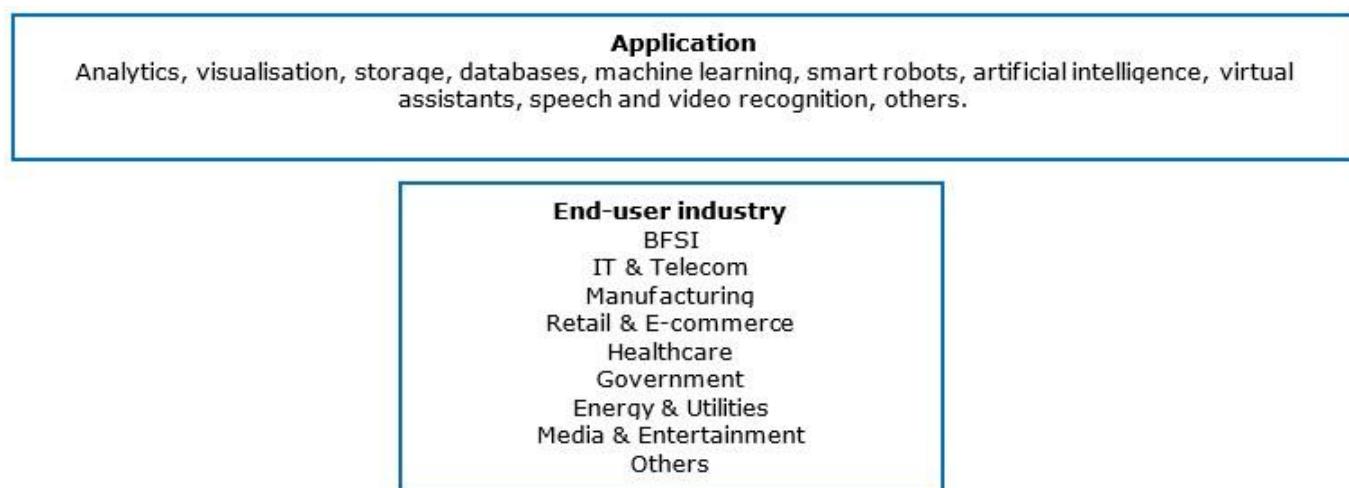 Application
Analytics, visualisation, storage, databases, machine learning, smart robots, artificial intelligence, virtual
assistants, speech and video recognition, others.
End-user industry
BFSI
IT & Telecom
Manufacturing
Retail & E-commerce
Healthcare
Government
Energy & Utilities
Media & Entertainment
Others